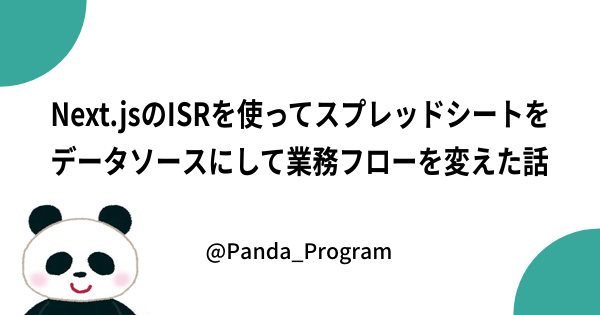 Next.jsのISRを使ってスプレッドシートを
データソースにして業務フローを変えた話
@Panda_Program